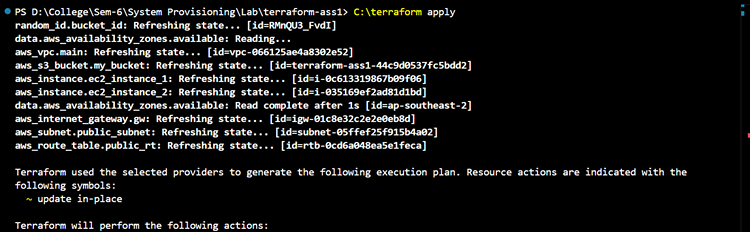 PS D:\College\Sem-6\System Provisioning\Lab\terraform-ass1> C:\terraform apply
random_id.bucket_id: Refreshing state... [id=RMnQU3_FvdI]
data.aws_availability_zones.available: Reading...
aws_vpc.main: Refreshing state... [id=vpc-066125ae4a8302e52]
aws_s3_bucket.my_bucket: Refreshing state... [id=terraform-ass1-44c9d0537fc5bdd2]
aws_instance.ec2_instance_1: Refreshing state... [id=i-0c613319867b09f06]
aws_instance.ec2_instance_2: Refreshing state... [id=i-035169ef2ad81d1bd]
data.aws_availability_zones.available: Read complete after 1s [id=ap-southeast-2]
aws_internet_gateway.gw: Refreshing state... [id=igw-01c8e32c2e2e0eb8d]
aws_subnet.public_subnet: Refreshing state... [id=subnet-05ffef25f915b4a02]
aws_route_table.public_rt: Refreshing state... [id=rtb-0cd6a048ea5e1feca]
Terraform used the selected providers to generate the following execution plan. Resource actions are indicated with the
following symbols:
~ update in-place
Terraform will perform the following actions: